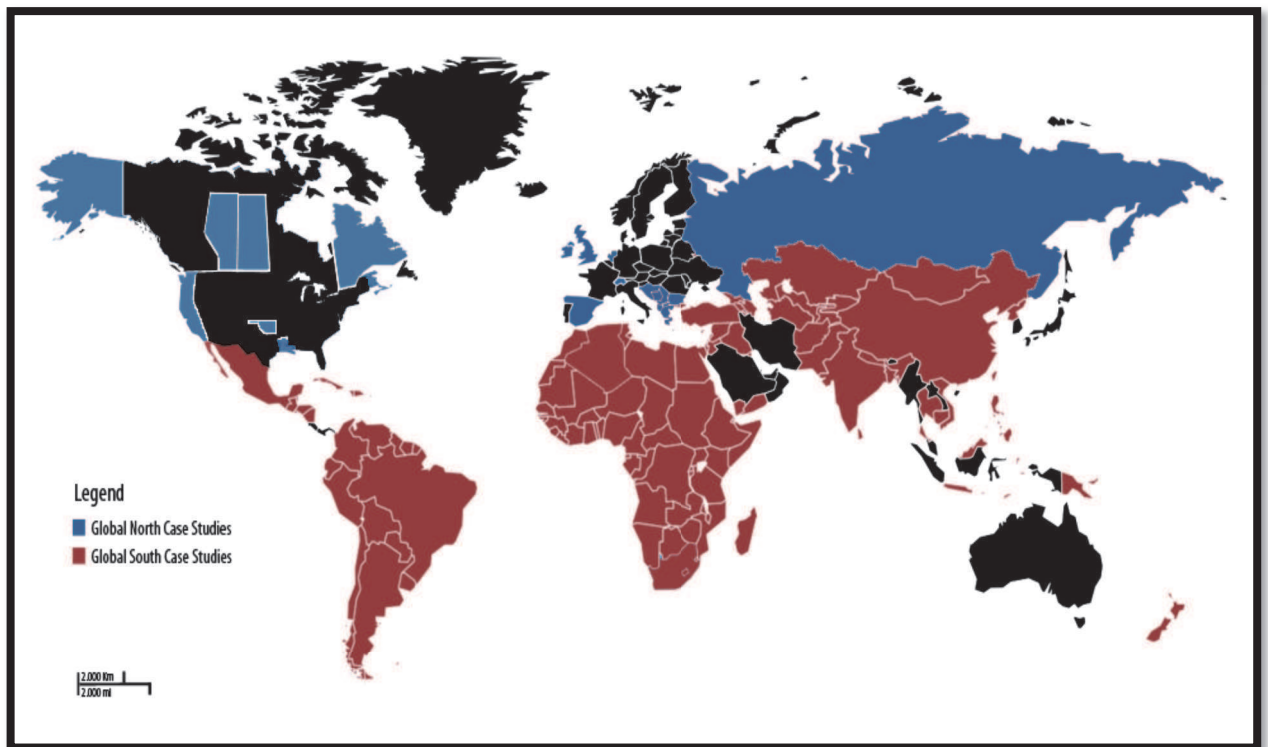 Legend
Global North Case Studies
Global South Case Studies
2.000 Km
2.000 mi